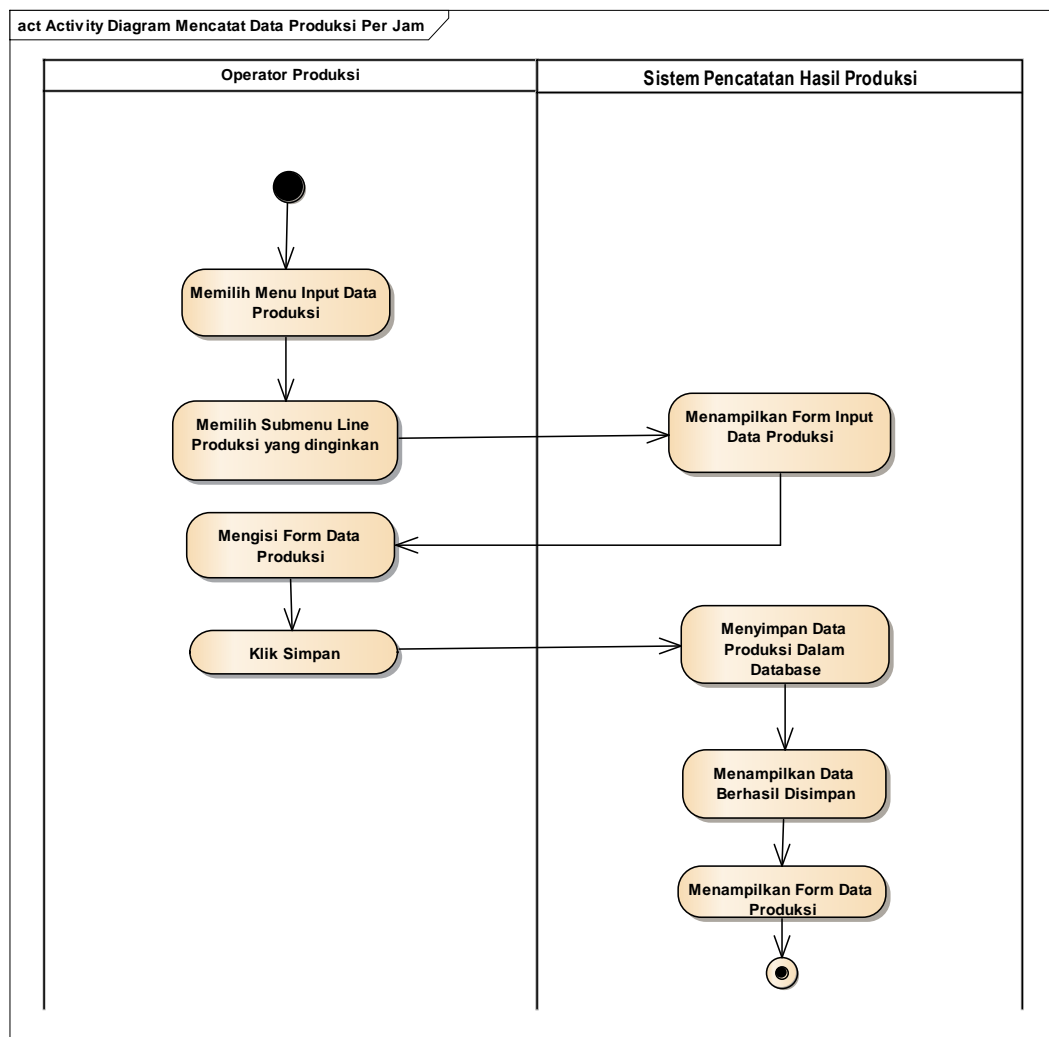 act Activity Diagram Mencatat Data Produksi Per Jam
Operator Produksi
Sistem Pencatatan Hasil Produksi
Memilih Menu Input Data
Produksi
Memilih Submenu Line
Produksi yang dinginkan
Menampilkan Form Input
Data Produksi
Mengisi Form Data
Produksi
Klik Simpan
Menyimpan Data
Produksi Dalam
Database
Menampilkan Data
Berhasil Disimpan
Menampilkan Form Data
Produksi